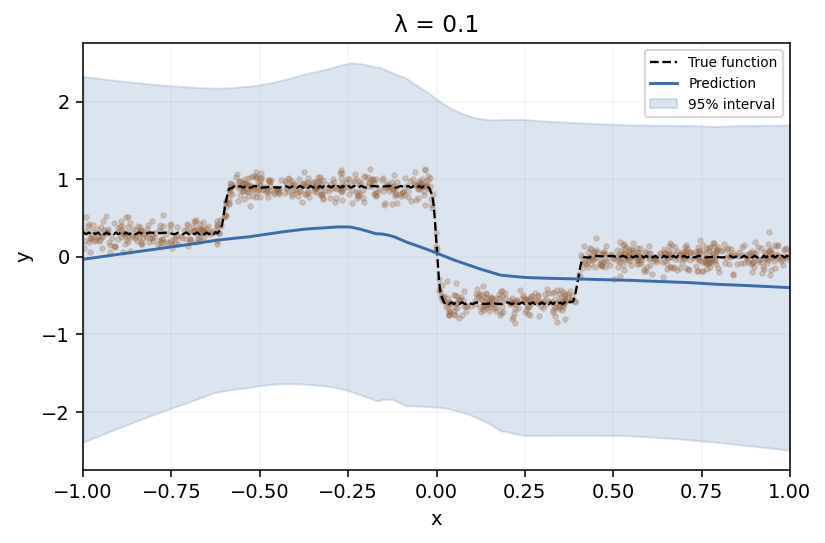 λ = 0.1
True function
Prediction
95% interval
y
2
1
0
−1
−2
−1.00 −0.75 −0.50 −0.25 0.00 0.25 0.50 0.75 1.00
x